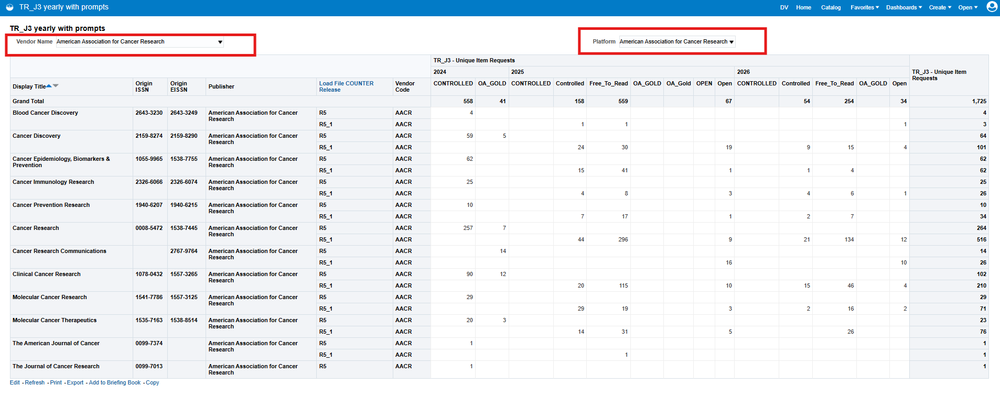 TR_J3 yearly with prompts
DV Home Catalog Favorites Dashboards Create Open
TR_J3 yearly with prompts
Vendor Name American Association for Cancer Research Platform American Association for Cancer Research
TR_J3 - Unique Item Requests
2024 2025 2026 TR_J3 - Unique Item Requests
Display Title Origin ISSN Origin EISSN Publisher Load File COUNTER Release Vendor Code CONTROLLED OA_GOLD CONTROLLED Controlled Free_To_Read OA_GOLD OA_Gold OPEN Open CONTROLLED Controlled Free_To_Read OA_GOLD Open
Grand Total 558 41 158 559 67 54 254 34 1,725
Blood Cancer Discovery 2643-3230 2643-3249 American Association for Cancer Research R5 AACR 4 4
R5_1 AACR 1 1 1 3
Cancer Discovery 2159-8274 2159-8290 American Association for Cancer Research R5 AACR 59 5 64
R5_1 AACR 24 30 19 9 15 4 101
Cancer Epidemiology, Biomarkers & Prevention 1055-9965 1538-7755 American Association for Cancer Research R5 AACR 62 62
R5_1 AACR 15 41 1 1 4 62
Cancer Immunology Research 2326-6066 2326-6074 American Association for Cancer Research R5 AACR 25 25
R5_1 AACR 4 8 3 4 6 1 26
Cancer Prevention Research 1940-6207 1940-6215 American Association for Cancer Research R5 AACR 10 10
R5_1 AACR 7 17 1 2 7 34
Cancer Research 0008-5472 1538-7445 American Association for Cancer Research R5 AACR 257 7 264
R5_1 AACR 44 296 9 21 134 12 516
Cancer Research Communications 2767-9764 American Association for Cancer Research R5 AACR 14 14
R5_1 AACR 16 10 26
Clinical Cancer Research 1078-0432 1557-3265 American Association for Cancer Research R5 AACR 90 12 102
R5_1 AACR 20 115 10 15 46 4 210
Molecular Cancer Research 1541-7786 1557-3125 American Association for Cancer Research R5 AACR 29 29
R5_1 AACR 29 19 3 2 16 2 71
Molecular Cancer Therapeutics 1535-7163 1538-8514 American Association for Cancer Research R5 AACR 20 3 23
R5_1 AACR 14 31 5 26 76
The American Journal of Cancer 0099-7374 American Association for Cancer Research R5 AACR 1 1
R5_1 AACR 1 1
The Journal of Cancer Research 0099-7013 American Association for Cancer Research R5 AACR 1 1
Edit - Refresh - Print - Export - Add to Briefing Book - Copy